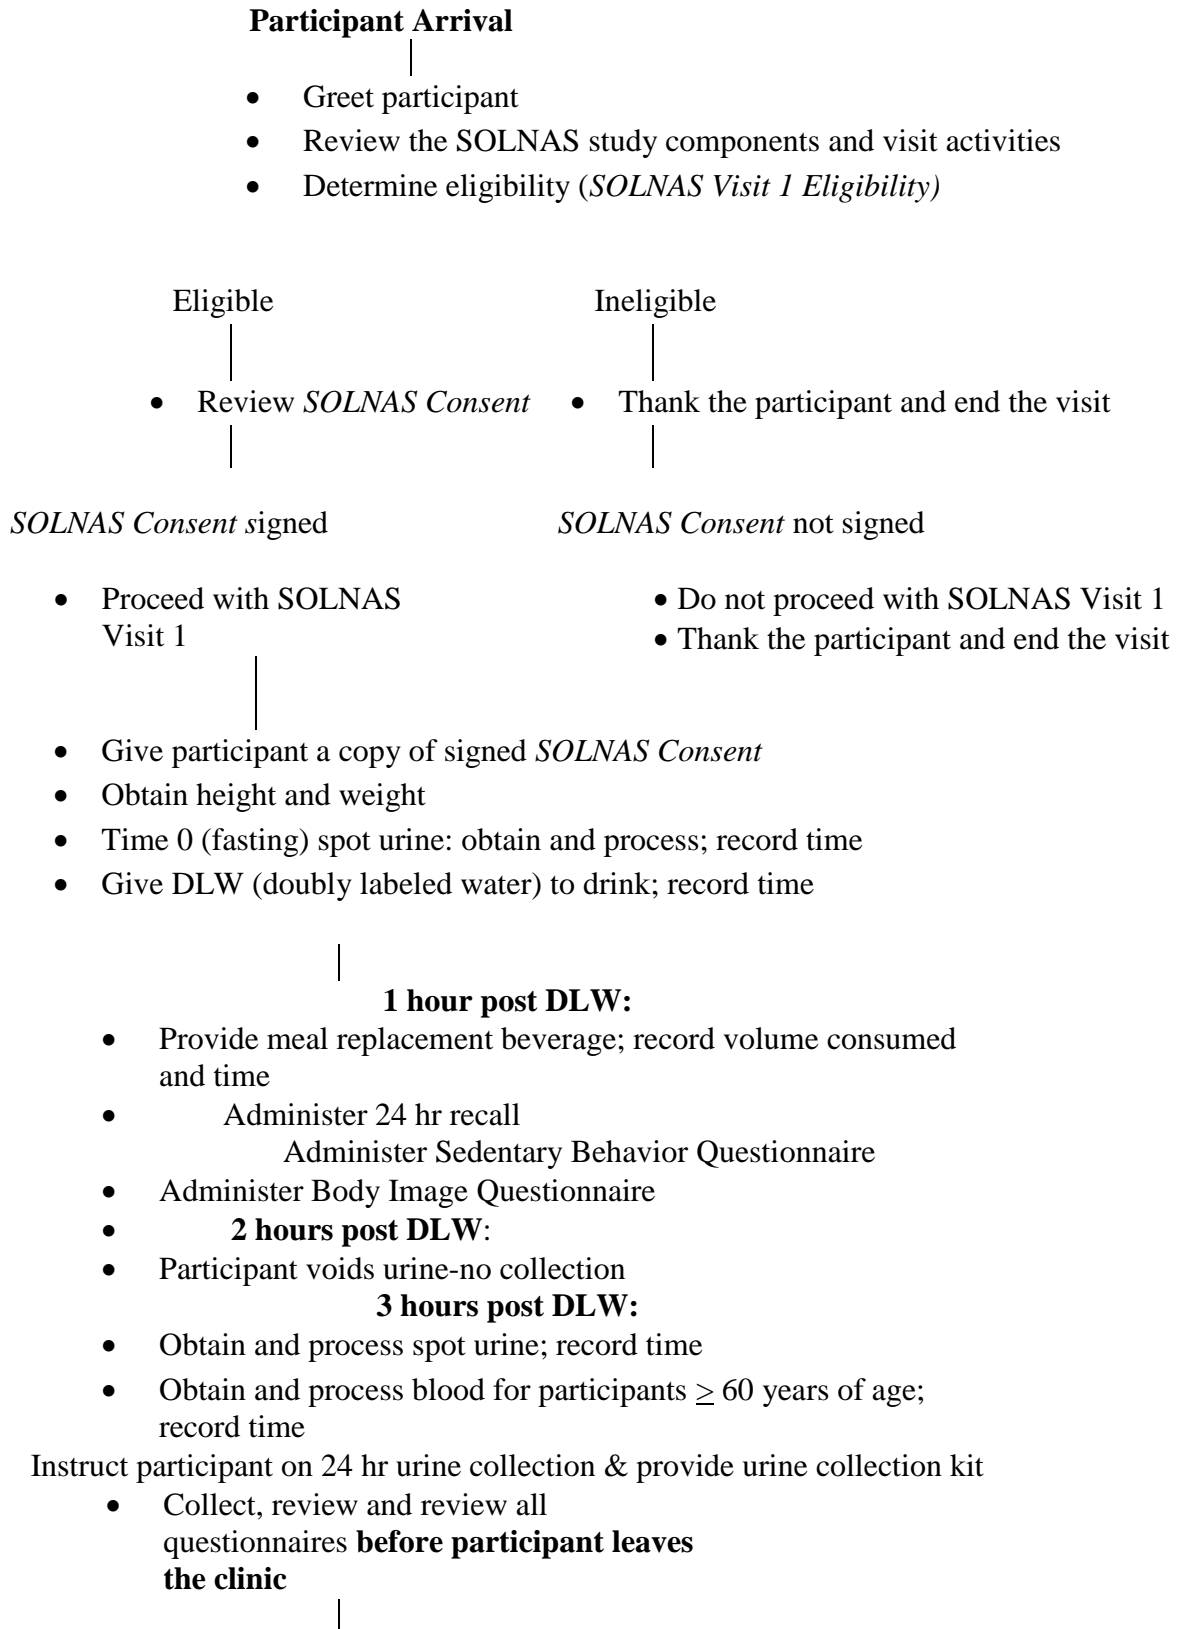 Participant Arrival
• Greet participant
• Review the SOLNAS study components and visit activities
• Determine eligibility (SOLNAS Visit 1 Eligibility)
Eligible
Ineligible
• Review SOLNAS Consent
• Thank the participant and end the visit
SOLNAS Consent signed
SOLNAS Consent not signed
• Proceed with SOLNAS
Visit 1
• Do not proceed with SOLNAS Visit 1
• Thank the participant and end the visit
• Give participant a copy of signed SOLNAS Consent
• Obtain height and weight
• Time 0 (fasting) spot urine: obtain and process; record time
• Give DLW (doubly labeled water) to drink; record time
1 hour post DLW:
• Provide meal replacement beverage; record volume consumed
and time
• Administer 24 hr recall
Administer Sedentary Behavior Questionnaire
• Administer Body Image Questionnaire
• 2 hours post DLW:
• Participant voids urine-no collection
3 hours post DLW:
• Obtain and process spot urine; record time
• Obtain and process blood for participants ≥ 60 years of age;
record time
Instruct participant on 24 hr urine collection & provide urine collection kit
• Collect, review and review all
questionnaires before participant leaves
the clinic